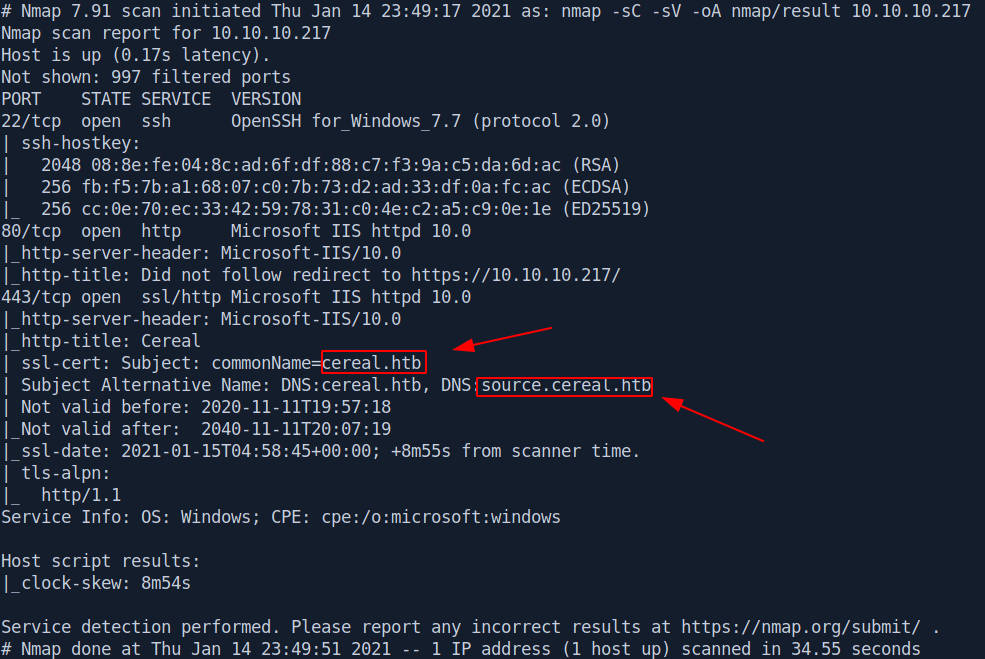 # Nmap 7.91 scan initiated Thu Jan 14 23:49:17 2021 as: nmap -sC -sV -oA nmap/result 10.10.10.217
Nmap scan report for 10.10.10.217
Host is up (0.17s latency).
Not shown: 997 filtered ports
PORT    STATE SERVICE  VERSION
22/tcp  open  ssh      OpenSSH for_Windows_7.7 (protocol 2.0)
| ssh-hostkey:
|   2048 08:8e:fe:04:8c:ad:6f:df:88:c7:f3:9a:c5:da:6d:ac (RSA)
|   256 fb:f5:7b:a1:68:07:c0:7b:73:d2:ad:33:df:0a:fc:ac (ECDSA)
|_  256 cc:0e:70:ec:33:42:59:78:31:c0:4e:c2:a5:c9:0e:1e (ED25519)
80/tcp  open  http     Microsoft IIS httpd 10.0
|_http-server-header: Microsoft-IIS/10.0
|_http-title: Did not follow redirect to https://10.10.10.217/
443/tcp open  ssl/http Microsoft IIS httpd 10.0
|_http-server-header: Microsoft-IIS/10.0
|_http-title: Cereal
| ssl-cert: Subject: commonName=cereal.htb
| Subject Alternative Name: DNS:cereal.htb, DNS:source.cereal.htb
| Not valid before: 2020-11-11T19:57:18
|_Not valid after:  2040-11-11T20:07:19
|_ssl-date: 2021-01-15T04:58:45+00:00; +8m55s from scanner time.
| tls-alpn:
|_  http/1.1
Service Info: OS: Windows; CPE: cpe:/o:microsoft:windows
Host script results:
|_clock-skew: 8m54s
Service detection performed. Please report any incorrect results at https://nmap.org/submit/ .
# Nmap done at Thu Jan 14 23:49:51 2021 -- 1 IP address (1 host up) scanned in 34.55 seconds